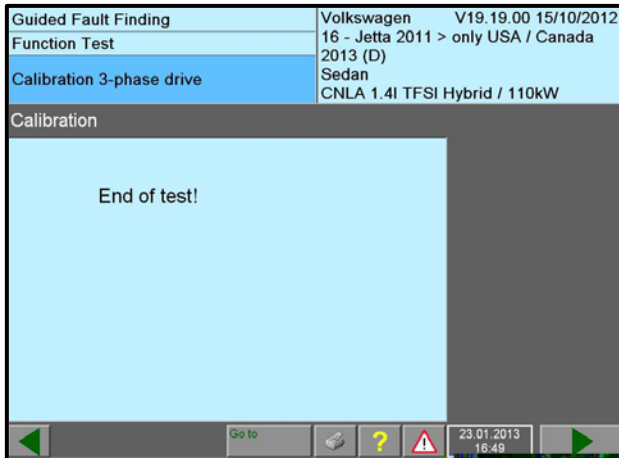 Guided Fault Finding
Function Test
Calibration 3-phase drive
Volkswagen V19.19.00 15/10/2012
16 - Jetta 2011 > only USA / Canada
2013 (D)
Sedan
CNLA 1.4l TFSI Hybrid / 110kW
Calibration
End of test!
Go to
?
23.01.2013
16:49